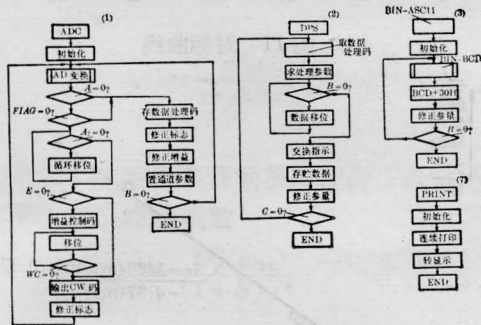 (1)
ADC
初始化
AD变换
A=0?
FIAG=0?
A₁=0?
循环移位
E=0?
增益控制码
移位
WC=0?
输出CW码
修正标志
存数据处理码
修正标志
修正增益
置通道参数
B=0?
END
(2)
DPS
取数据
处理码
求处理参数
B=0?
数据移位
交换指示
存贮数据
修正参量
C=0?
END
(3)
BIN-ASC11
初始化
BIN-BCD
BCD+30H
修正参量
B=0?
END
(7)
PRINT
初始化
连续打印
转显示
END